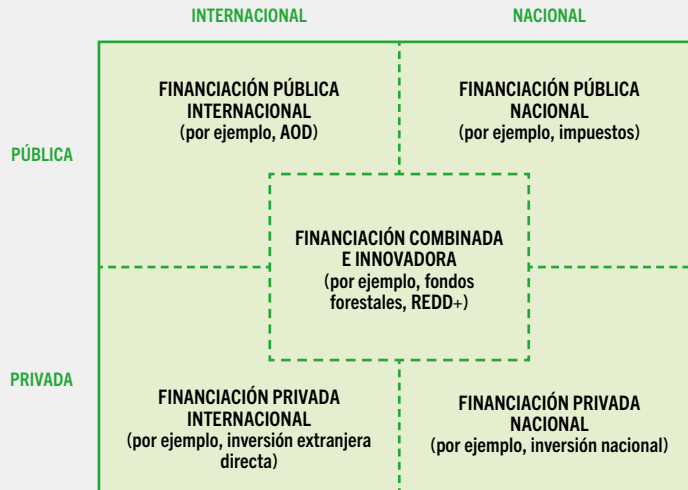 INTERNACIONAL
NACIONAL
PÚBLICA
FINANCIACIÓN PÚBLICA
INTERNACIONAL
(por ejemplo, AOD)
FINANCIACIÓN PÚBLICA
NACIONAL
(por ejemplo, impuestos)
FINANCIACIÓN COMBINADA
E INNOVADORA
(por ejemplo, fondos
forestales, REDD+)
PRIVADA
FINANCIACIÓN PRIVADA
INTERNACIONAL
(por ejemplo, inversión extranjera
directa)
FINANCIACIÓN PRIVADA
NACIONAL
(por ejemplo, inversión nacional)